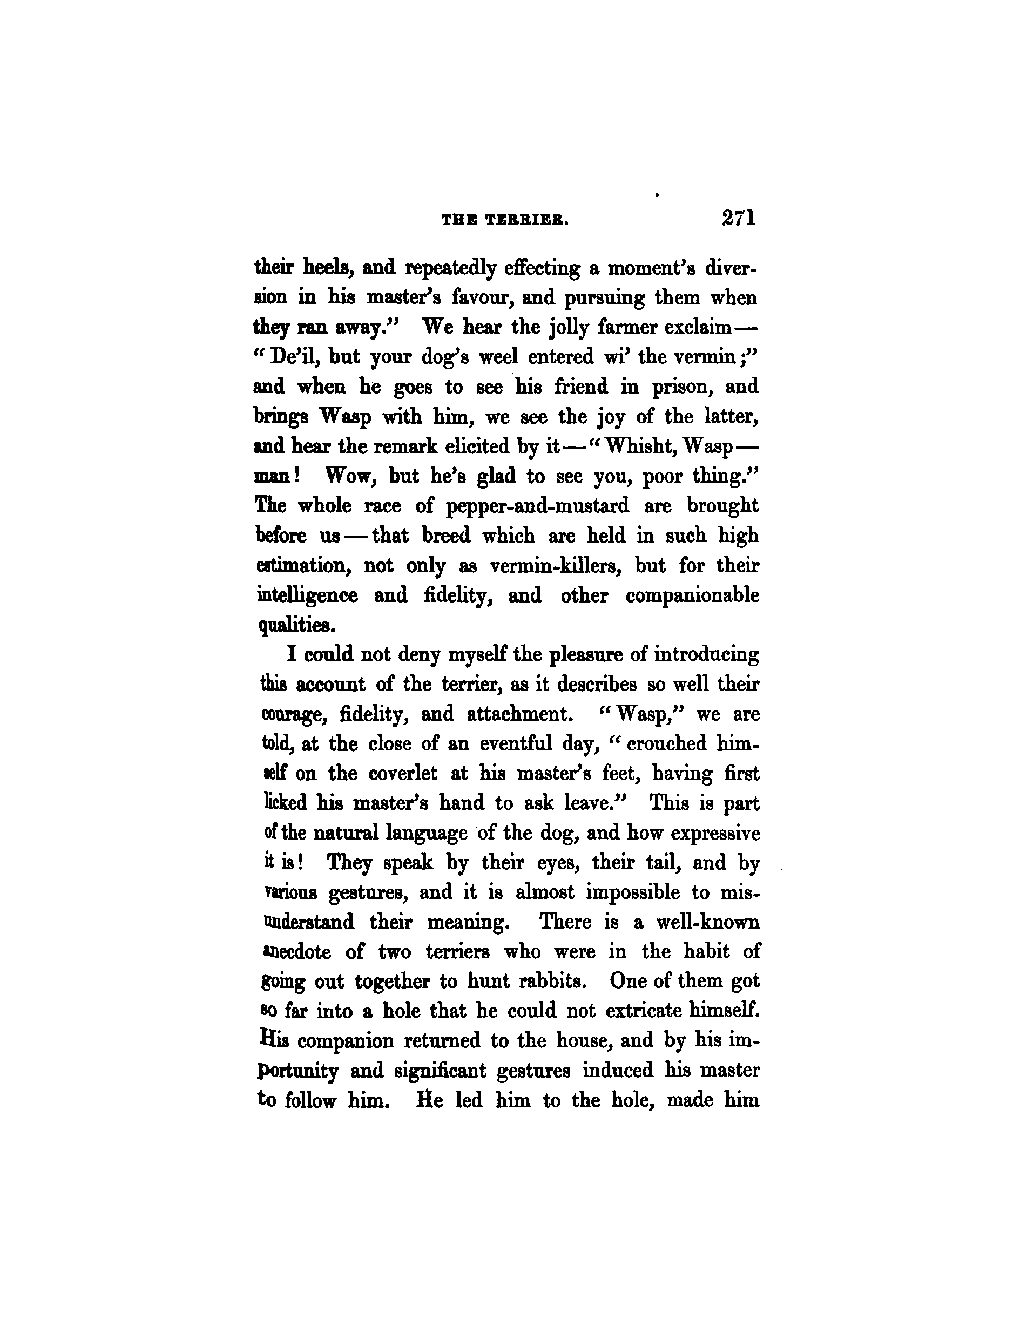 THE TERRIER. 271
their heels, and repeatedly effecting a moment's diver-
sion in his master's favour, and pursuing them when
they ran away." We hear the jolly farmer exclaim—
"De'il, but your dog's weel entered wi' the vermin;"
and when he goes to see his friend in prison, and
brings Wasp with him, we see the joy of the latter,
and hear the remark elicited by it—"Whisht, Wasp—
man! Wow, but he's glad to see you, poor thing."
The whole race of pepper-and-mustard are brought
before us—that breed which are held in such high
estimation, not only as vermin-killers, but for their
intelligence and fidelity, and other companionable
qualities.
I could not deny myself the pleasure of introducing
this account of the terrier, as it describes so well their
courage, fidelity, and attachment. "Wasp," we are
told, at the close of an eventful day, "crouched him-
self on the coverlet at his master's feet, having first
licked his master's hand to ask leave." This is part
of the natural language of the dog, and how expressive
it is! They speak by their eyes, their tail, and by
various gestures, and it is almost impossible to mis-
understand their meaning. There is a well-known
anecdote of two terriers who were in the habit of
going out together to hunt rabbits. One of them got
so far into a hole that he could not extricate himself.
His companion returned to the house, and by his im-
portunity and significant gestures induced his master
to follow him. He led him to the hole, made him